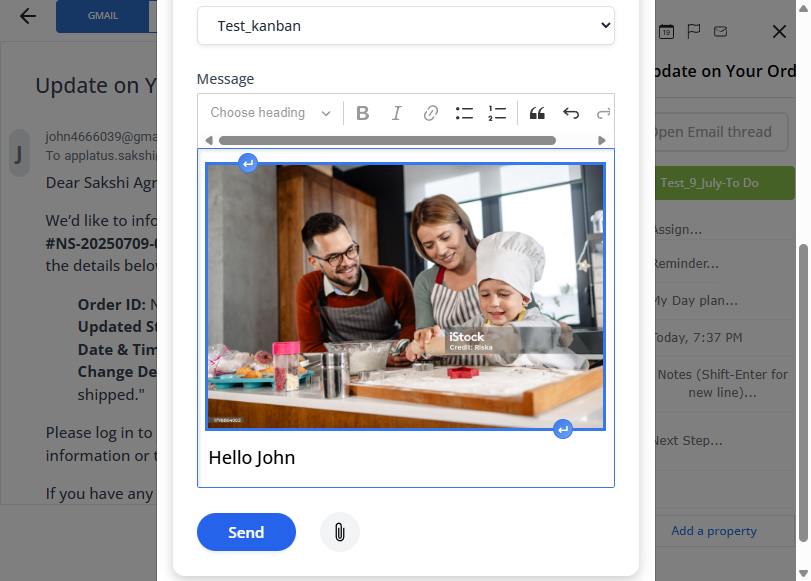 GMAIL
Update on Y
J
john4666039@gma
To applatus.sakshi
Dear Sakshi Agr
We'd like to info
#NS-20250709-
the details below
Order ID: N
Updated St
Date & Tim
Change De
shipped."
Please log in to
information or t
If you have any
Test_kanban
Message
Choose heading
B
I
iStock
Credit: Riska
Hello John
Send
19
pdate on Your Ord
Open Email thread
Test_9_July-To Do
Assign...
Reminder...
My Day plan...
Today, 7:37 PM
Notes (Shift-Enter for
new line)...
Next Step...
Add a property